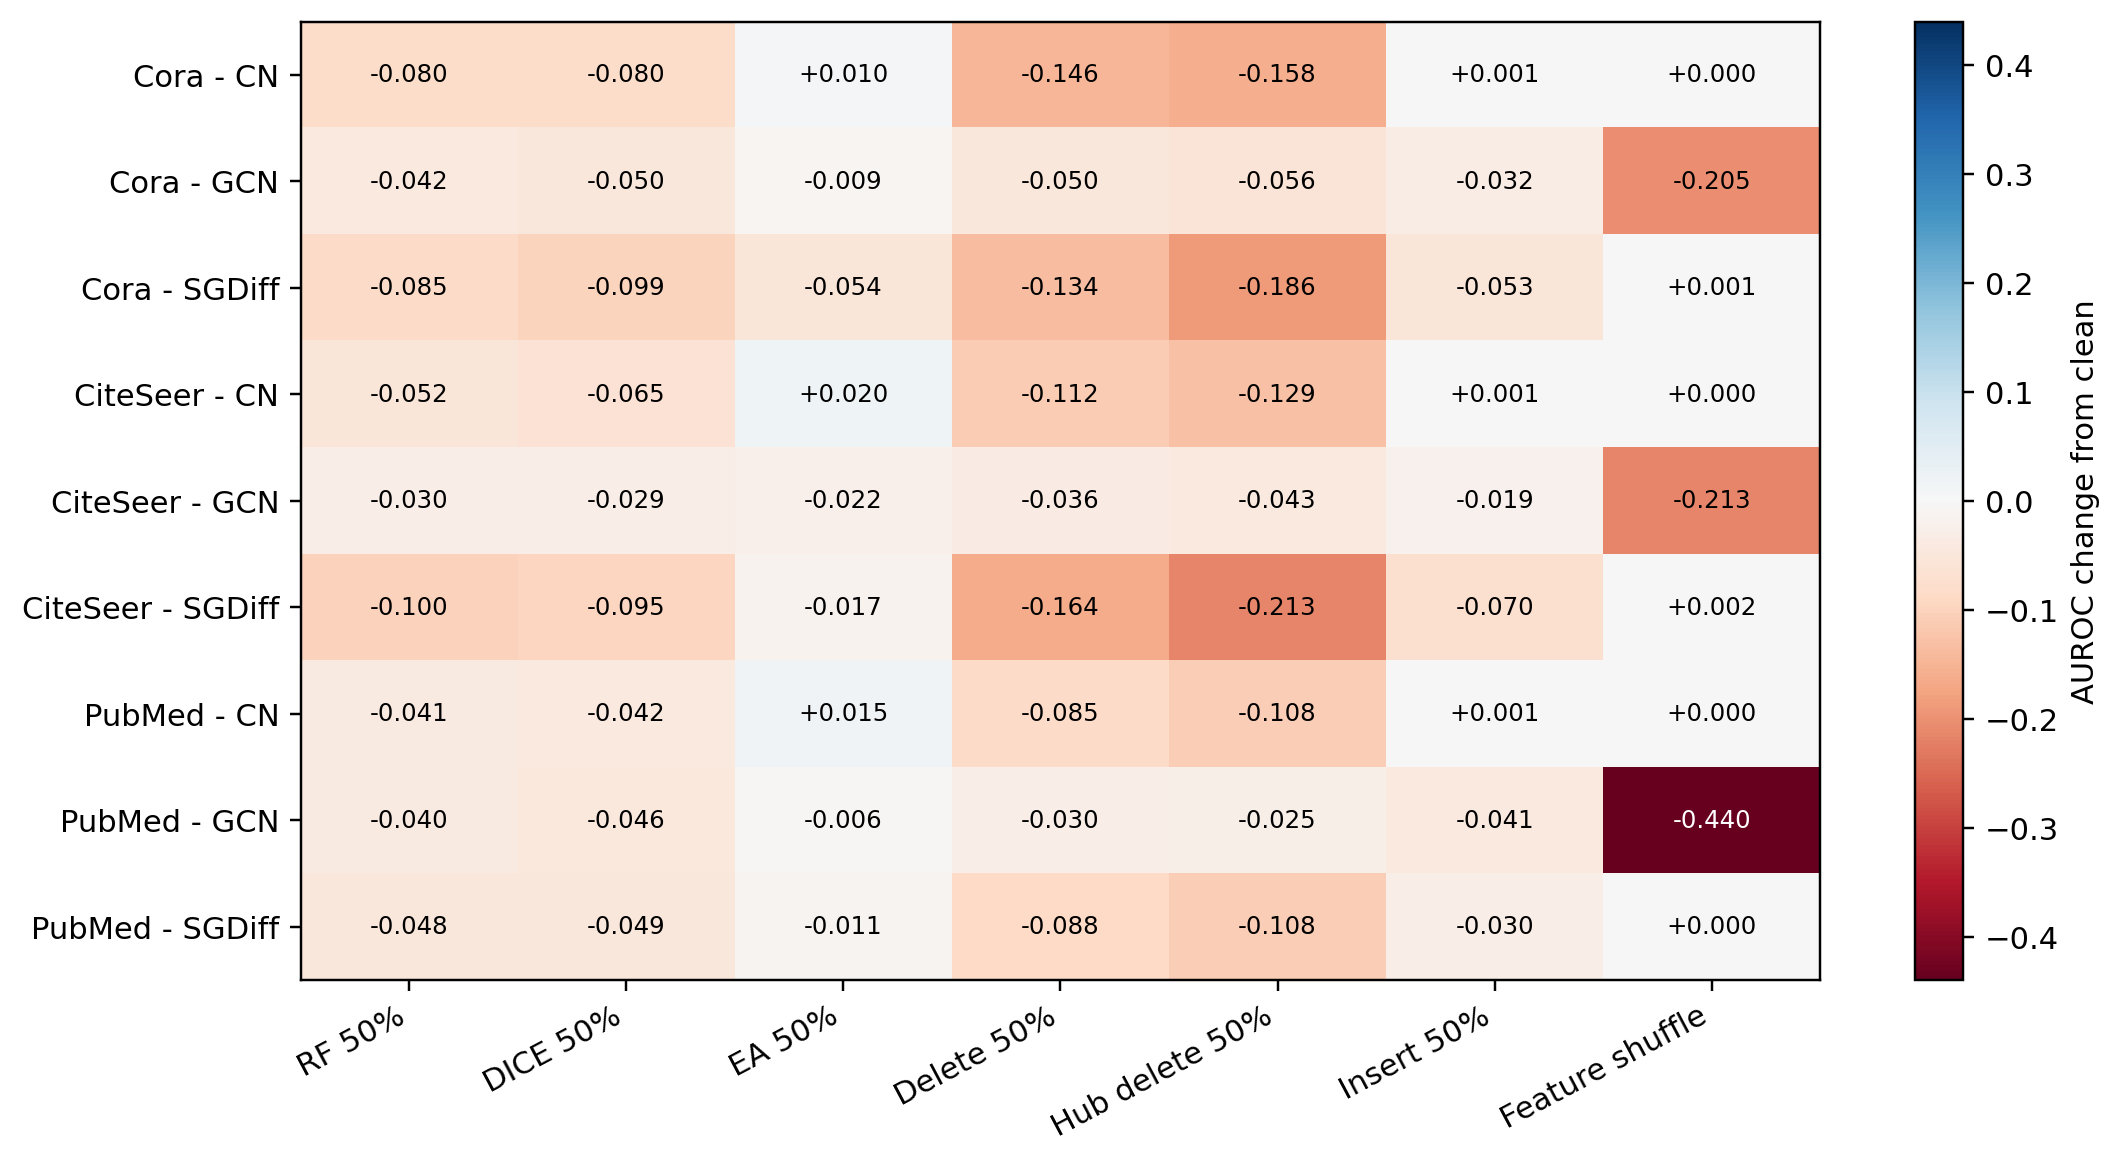 Cora - CN -0.080 -0.080 +0.010 -0.146 -0.158 +0.001 +0.000
Cora - GCN -0.042 -0.050 -0.009 -0.050 -0.056 -0.032 -0.205
Cora - SGDiff -0.085 -0.099 -0.054 -0.134 -0.186 -0.053 +0.001
CiteSeer - CN -0.052 -0.065 +0.020 -0.112 -0.129 +0.001 +0.000
CiteSeer - GCN -0.030 -0.029 -0.022 -0.036 -0.043 -0.019 -0.213
CiteSeer - SGDiff -0.100 -0.095 -0.017 -0.164 -0.213 -0.070 +0.002
PubMed - CN -0.041 -0.042 +0.015 -0.085 -0.108 +0.001 +0.000
PubMed - GCN -0.040 -0.046 -0.006 -0.030 -0.025 -0.041 -0.440
PubMed - SGDiff -0.048 -0.049 -0.011 -0.088 -0.108 -0.030 +0.000
RF 50%
DICE 50%
EA 50%
Delete 50%
Hub delete 50%
Insert 50%
Feature shuffle
0.4
0.3
0.2
0.1
0.0
−0.1
−0.2
−0.3
−0.4
AUROC change from clean